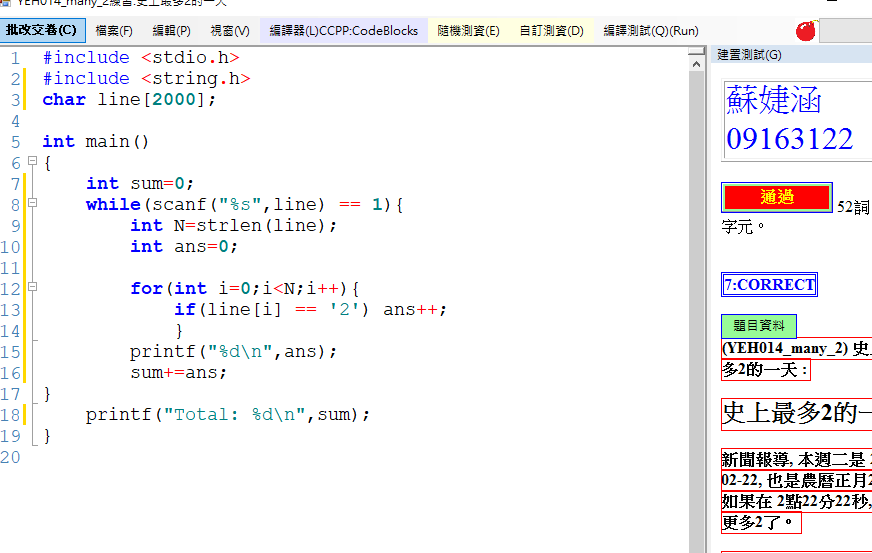 YEH014_many_2練習:史上最多2的一天
批改交卷(C) 檔案(F) 編輯(P) 視窗(V) 編譯器(L)CCPP:CodeBlocks 隨機測資(E) 自訂測資(D) 編譯測試(Q)(Run)
1 #include <stdio.h>
2 #include <string.h>
3 char line[2000];
4
5 int main()
6 {
7 int sum=0;
8 while(scanf("%s",line) == 1){
9 int N=strlen(line);
10 int ans=0;
11
12 for(int i=0;i<N;i++){
13 if(line[i] == '2') ans++;
14 }
15 printf("%d\n",ans);
16 sum+=ans;
17 }
18 printf("Total: %d\n",sum);
19 }
20
建置測試(G)
蘇婕涵
09163122
通過 52詞
字元。
7:CORRECT
題目資料
(YEH014_many_2) 史上
多2的一天 :
史上最多2的一
新聞報導, 本週二是
02-22, 也是農曆正月2
如果在 2點22分22秒,
更多2了。